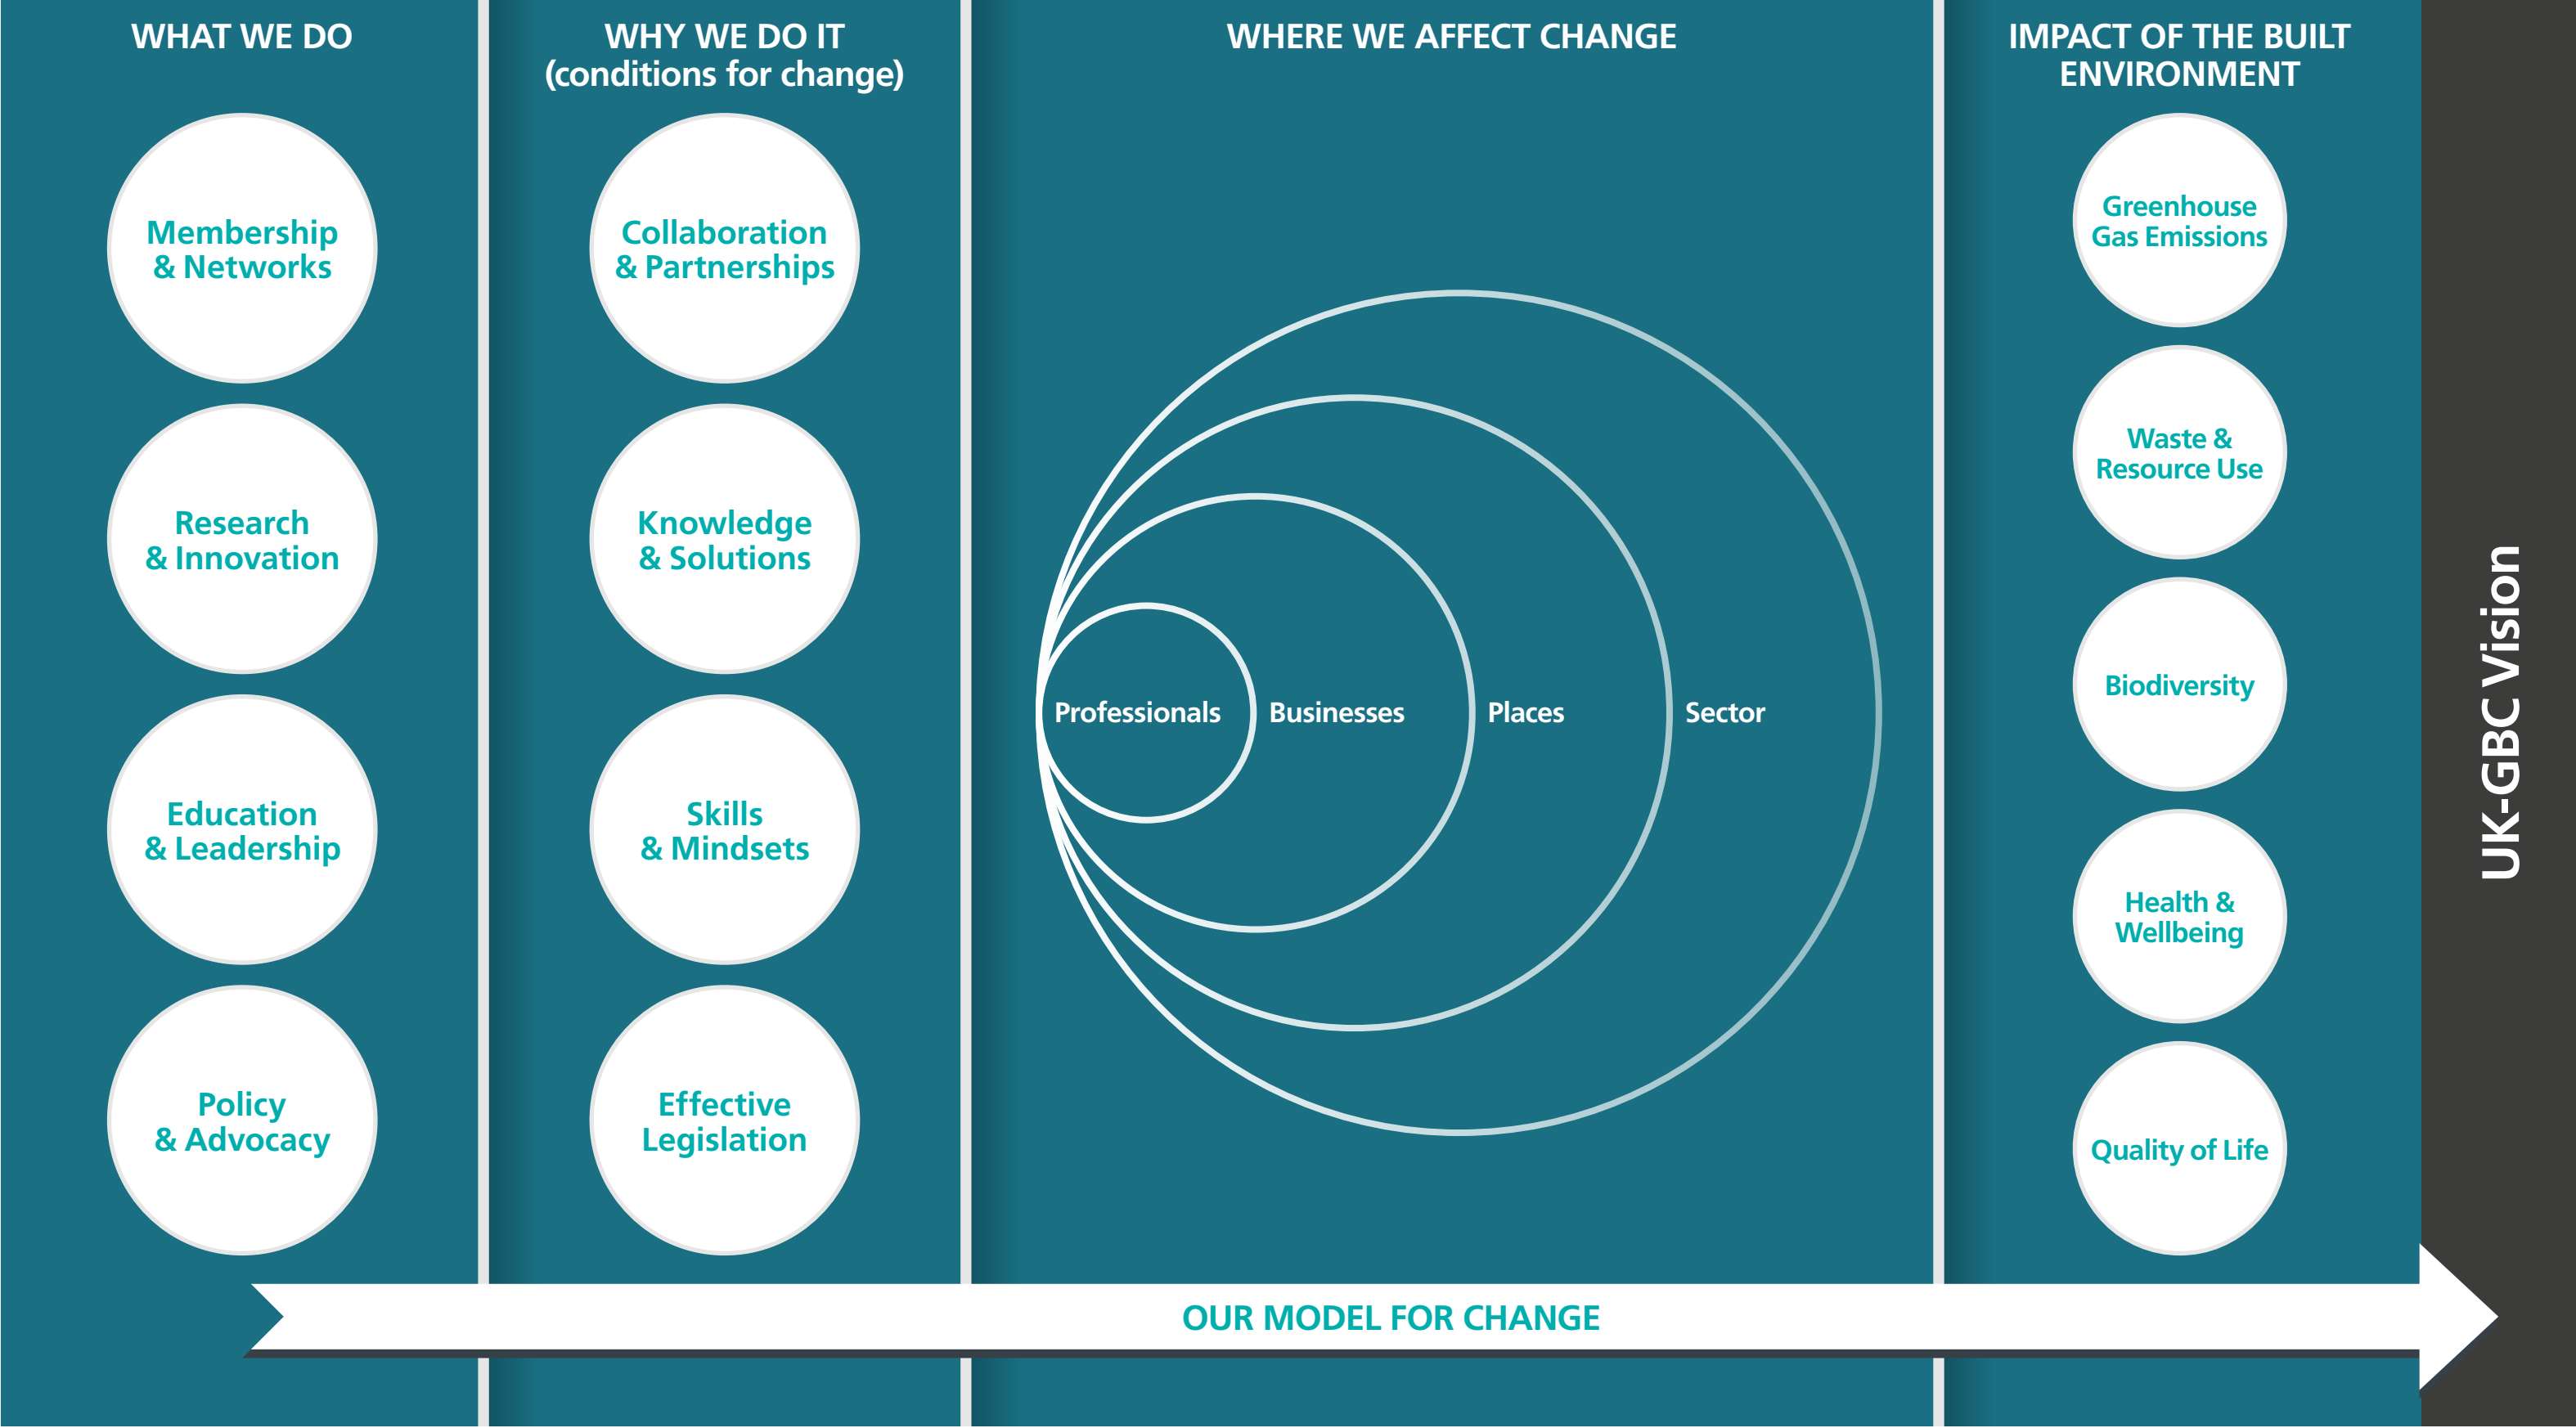 WHAT WE DO
Membership
& Networks
Research
& Innovation
Education
& Leadership
Policy
& Advocacy
WHY WE DO IT
(conditions for change)
Collaboration
& Partnerships
Knowledge
& Solutions
Skills
& Mindsets
Effective
Legislation
WHERE WE AFFECT CHANGE
Professionals
Businesses
Places
Sector
IMPACT OF THE BUILT
ENVIRONMENT
Greenhouse
Gas Emissions
Waste &
Resource Use
Biodiversity
Health &
Wellbeing
Quality of Life
UK-GBC Vision
OUR MODEL FOR CHANGE